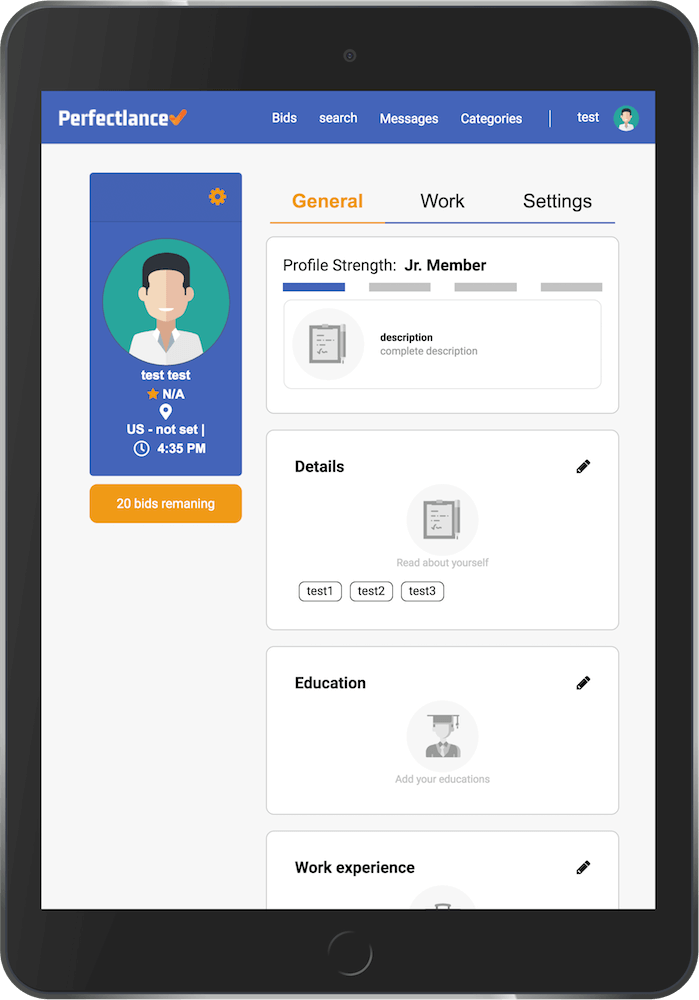 Perfectlance
Bids search Messages Categories | test
test test
N/A
US - not set |
4:35 PM
20 bids remaning
General Work Settings
Profile Strength: Jr. Member
description
complete description
Details
Read about yourself
test1 test2 test3
Education
Add your educations
Work experience